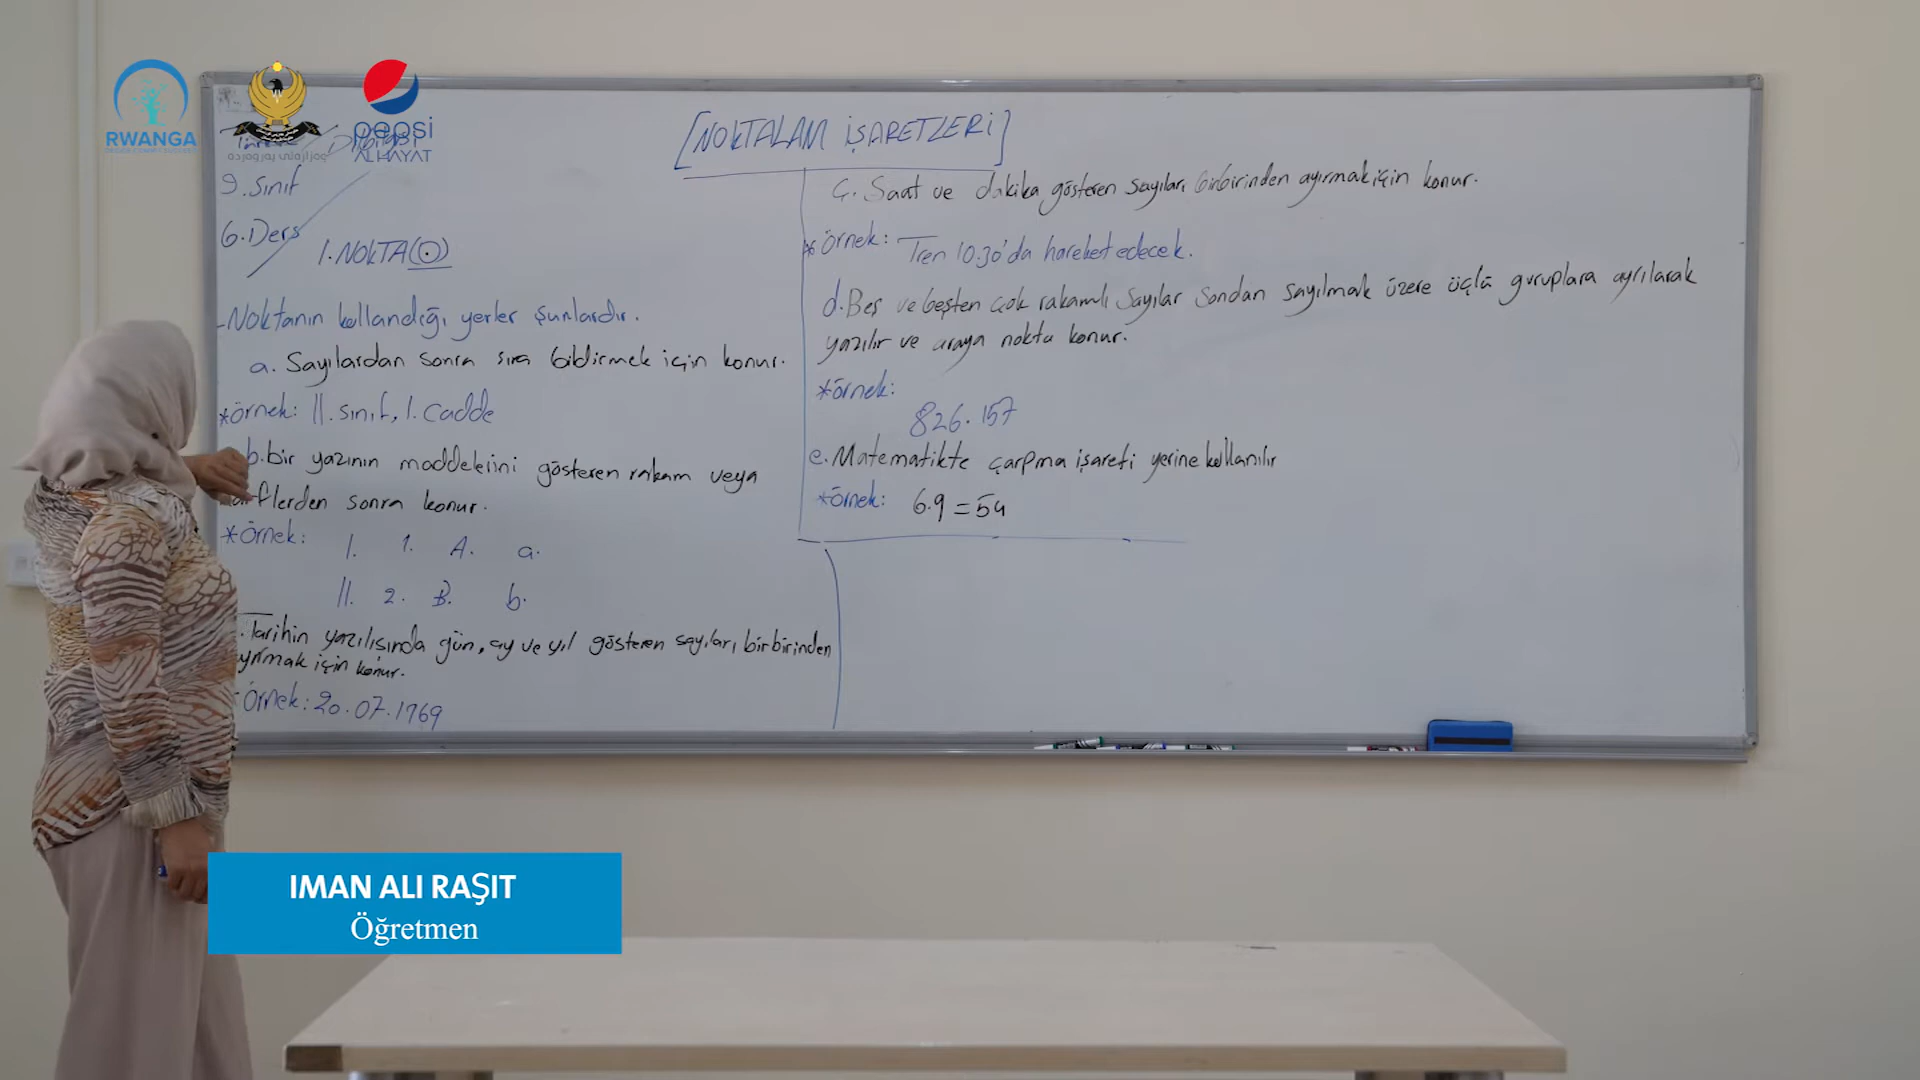 RWANGA
pepsi
ALHAYAT
9. Sınıf
6. Ders
[NOKTALAM İŞARETLERİ]
1. NOKTA(.)
-Noktanın kullandığı yerler şunlardır.
a. Sayılardan sonra sıra bildirmek için konur.
*örnek: II. sınıf, I. cadde
b. bir yazının maddelerini gösteren rakam veya
harflerden sonra konur.
*örnek: I. 1. A. a.
II. 2. B. b.
Tarihin yazılışında gün, ay ve yıl gösteren sayıları birbirinden
ayırmak için konur.
örnek: 20.07.1969
ç. Saat ve dakika gösteren sayıları birbirinden ayırmak için konur.
*örnek: Tren 10.30'da hareket edecek.
d. Beş ve beşten çok rakamlı sayılar sondan sayılmak üzere üçlü guruplara ayrılarak
yazılır ve araya nokta konur.
*örnek:
826.157
e. Matematikte çarpma işareti yerine kullanılır
*örnek: 6.9 = 54
IMAN ALI RAŞIT
Öğretmen